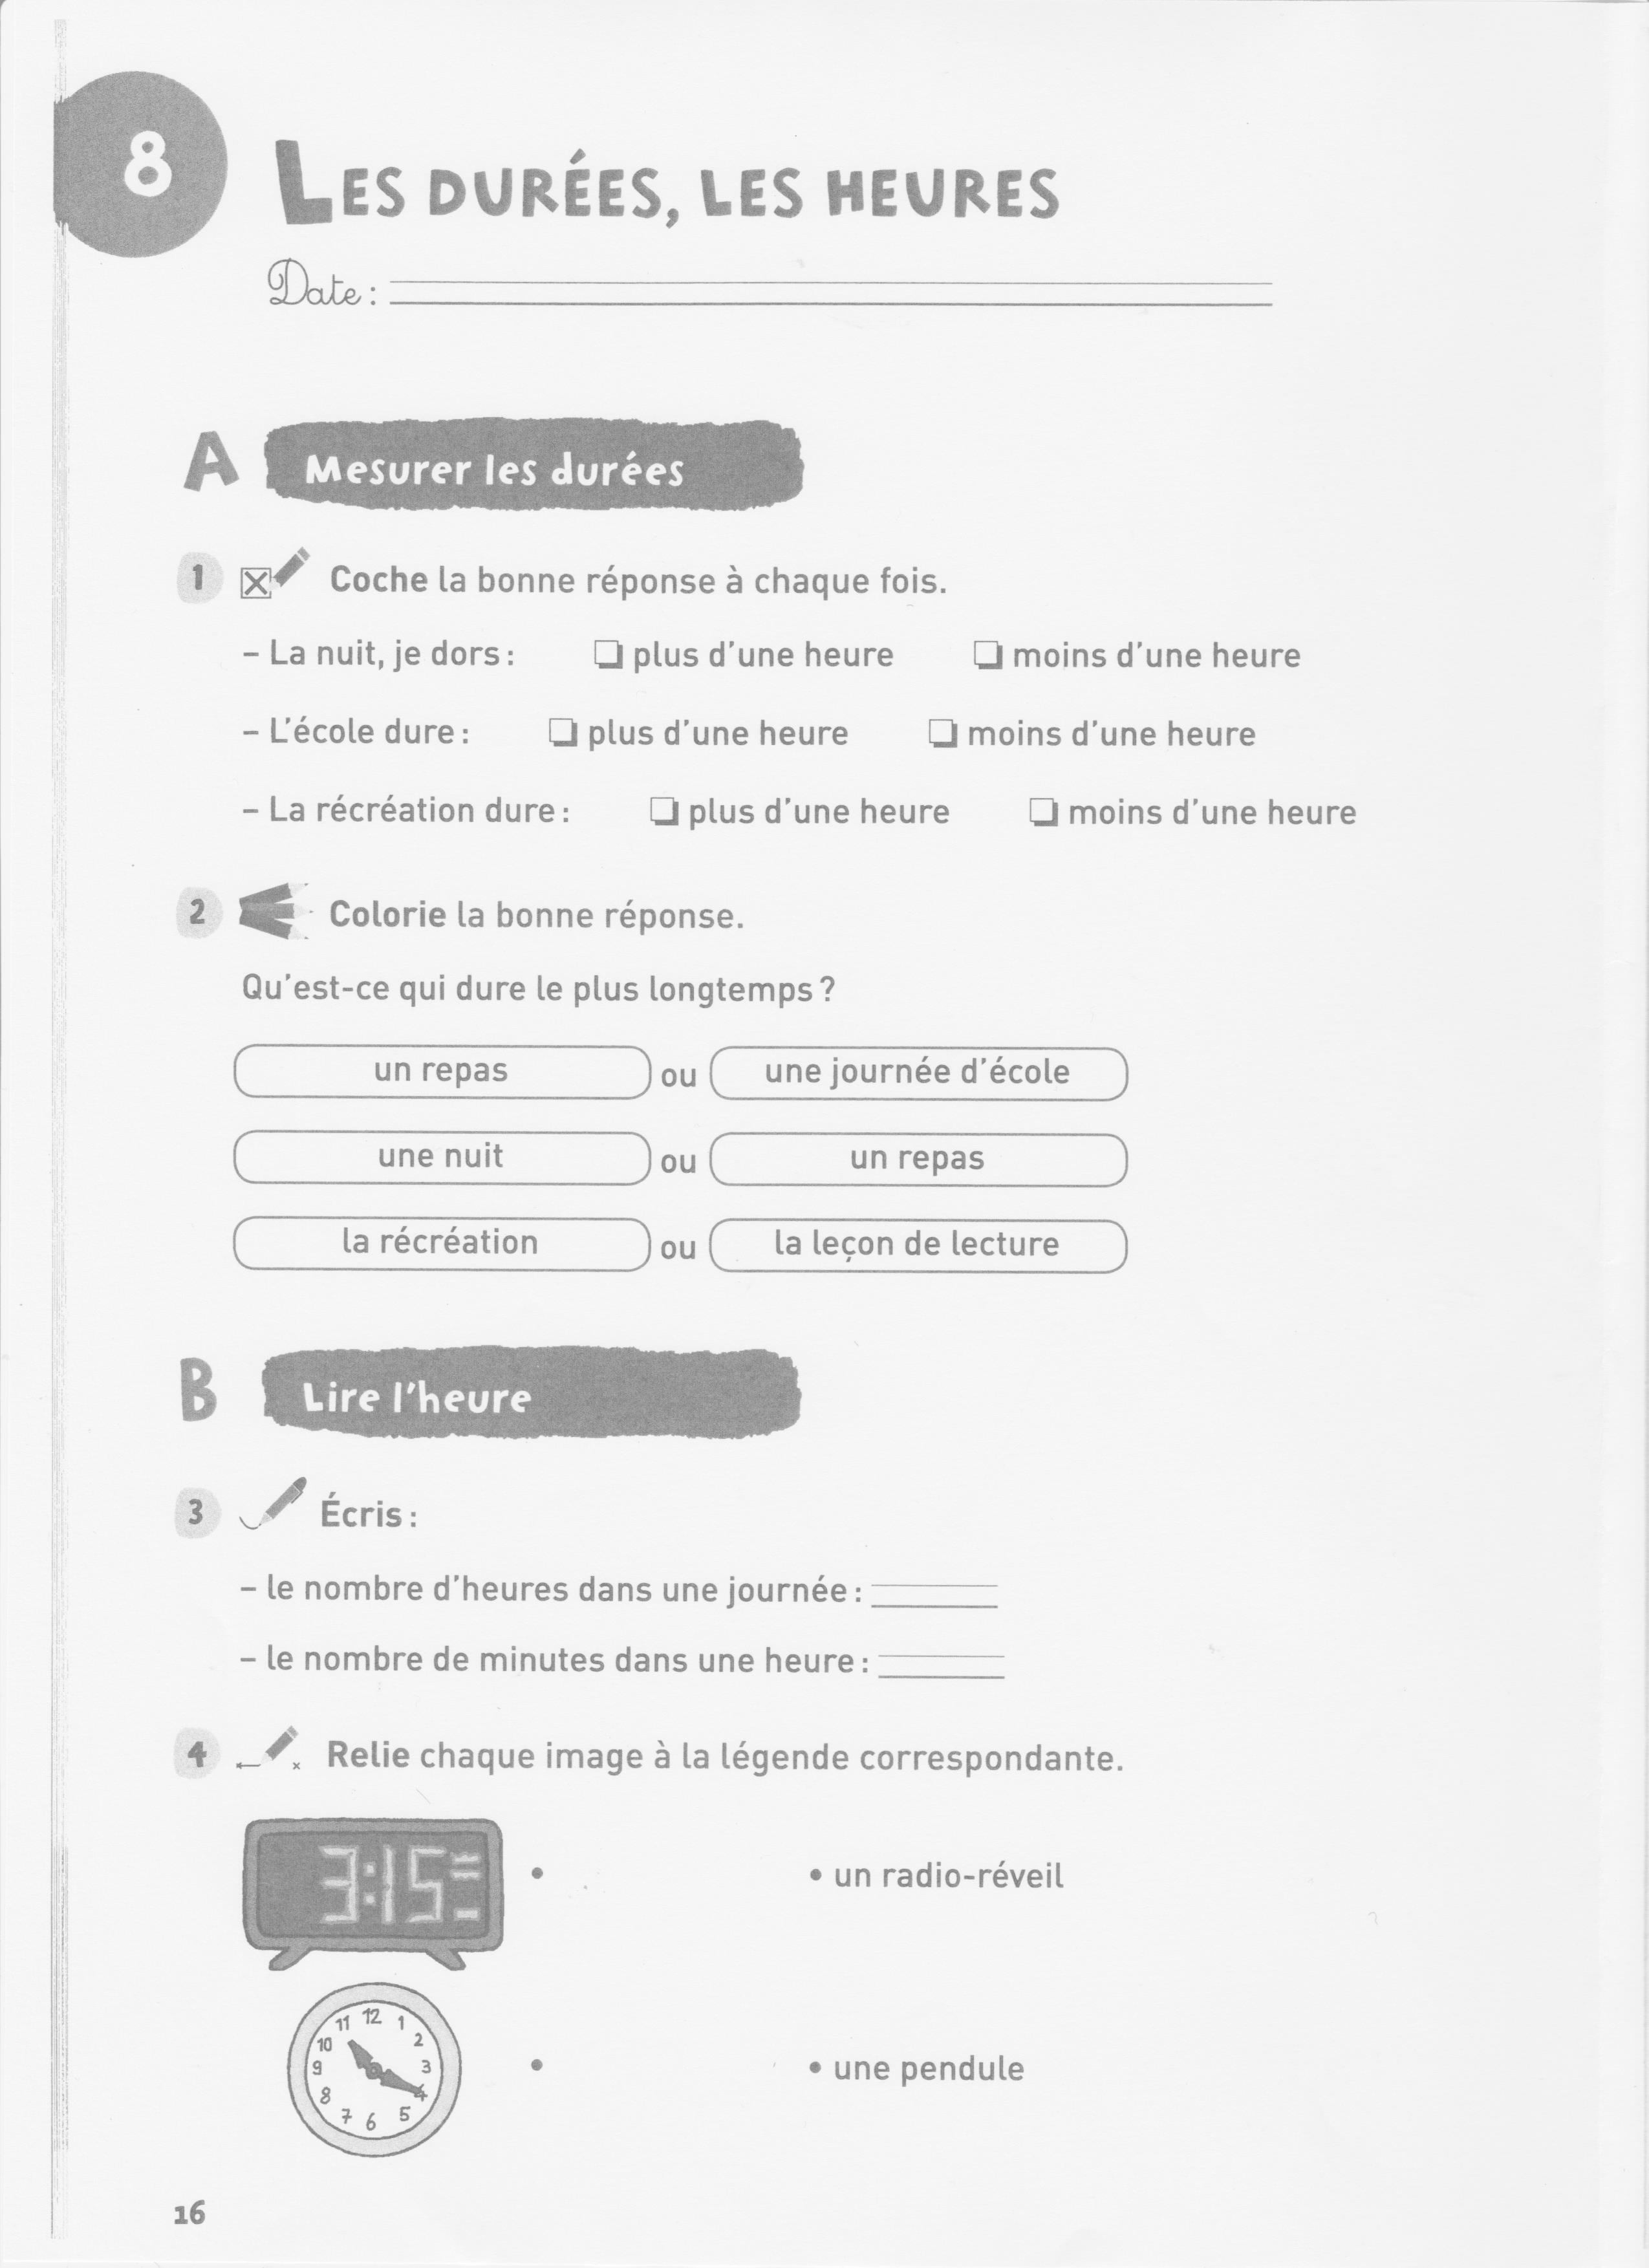 8
LES DURÉES, LES HEURES
Date :
A Mesurer les durées
1 Coche la bonne réponse à chaque fois.
– La nuit, je dors : ❏ plus d'une heure ❏ moins d'une heure
– L'école dure : ❏ plus d'une heure ❏ moins d'une heure
– La récréation dure : ❏ plus d'une heure ❏ moins d'une heure
2 Colorie la bonne réponse.
Qu'est-ce qui dure le plus longtemps ?
un repas ou une journée d'école
une nuit ou un repas
la récréation ou la leçon de lecture
B Lire l'heure
3 Écris :
– le nombre d'heures dans une journée :
– le nombre de minutes dans une heure :
4 Relie chaque image à la légende correspondante.
3:15
• • un radio-réveil
12 1 2 3 4 5 6 7 8 9 10 11
• • une pendule
16